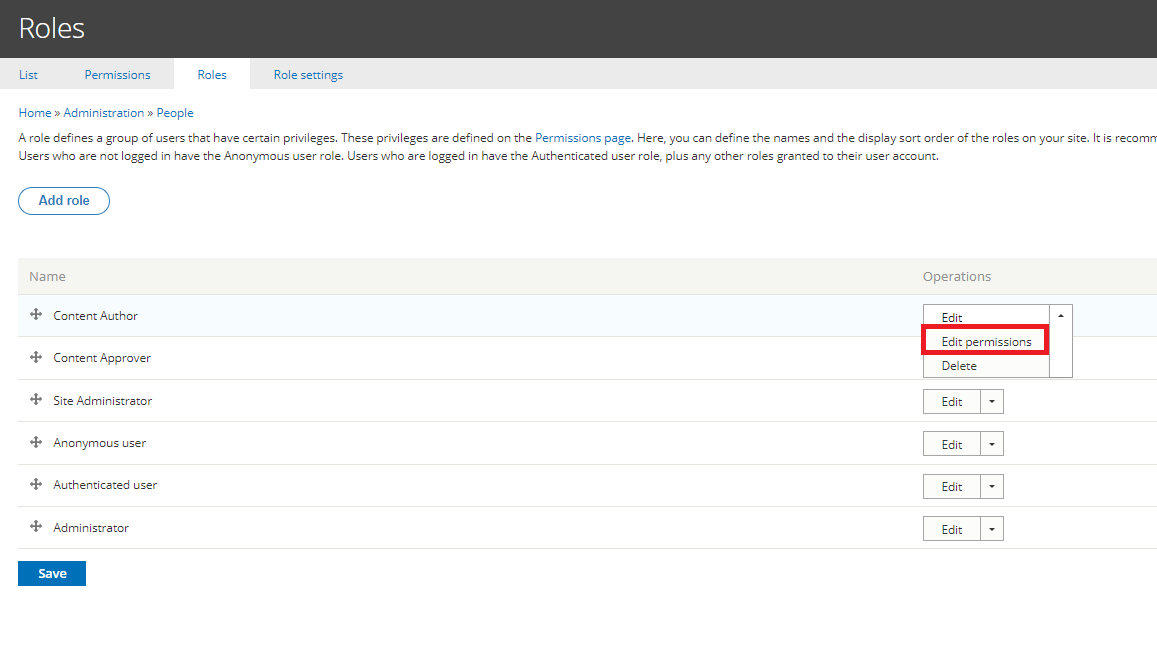 Roles
List Permissions Roles Role settings
Home » Administration » People
A role defines a group of users that have certain privileges. These privileges are defined on the Permissions page. Here, you can define the names and the display sort order of the roles on your site. It is recomm
Users who are not logged in have the Anonymous user role. Users who are logged in have the Authenticated user role, plus any other roles granted to their user account.
Add role
Name Operations
Content Author Edit
Edit permissions
Content Approver Delete
Site Administrator Edit
Anonymous user Edit
Authenticated user Edit
Administrator Edit
Save